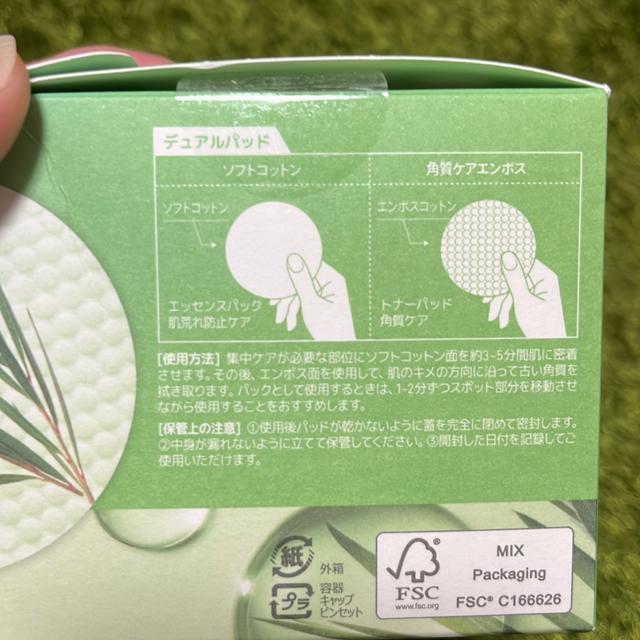 デュアルパッド
ソフトコットン
角質ケアエンボス
ソフトコットン
エッセンスパック
肌荒れ防止ケア
エンボスコットン
トナーパッド
角質ケア
[使用方法] 集中ケアが必要な部位にソフトコットン面を約3~5分間肌に密着
させます。その後、エンボス面を使用して、肌のキメの方向に沿って古い角質を
拭き取ります。パックとして使用するときは、1~2分ずつスポット部分を移動させ
ながら使用することをおすすめします。
[保管上の注意] ①使用後パッドが乾かないように蓋を完全に閉めて密封します。
②中身が漏れないように立てて保管してください。③開封した日付を記録してご
使用いただけます。
紙
外箱
プラ
容器
キャップ
ピンセット
FSC
www.fsc.org
MIX
Packaging
FSC® C166626